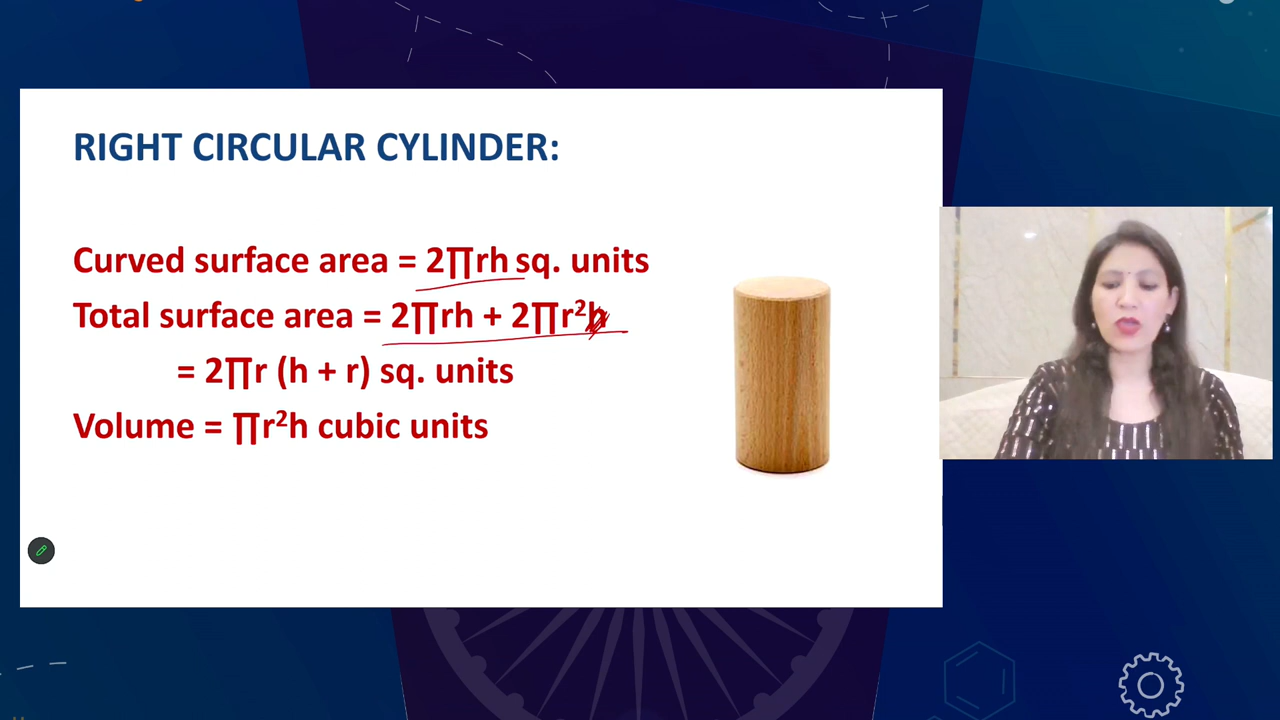 RIGHT CIRCULAR CYLINDER:
Curved surface area = 2∏rh sq. units
Total surface area = 2∏rh + 2∏r²h
= 2∏r (h + r) sq. units
Volume = ∏r²h cubic units